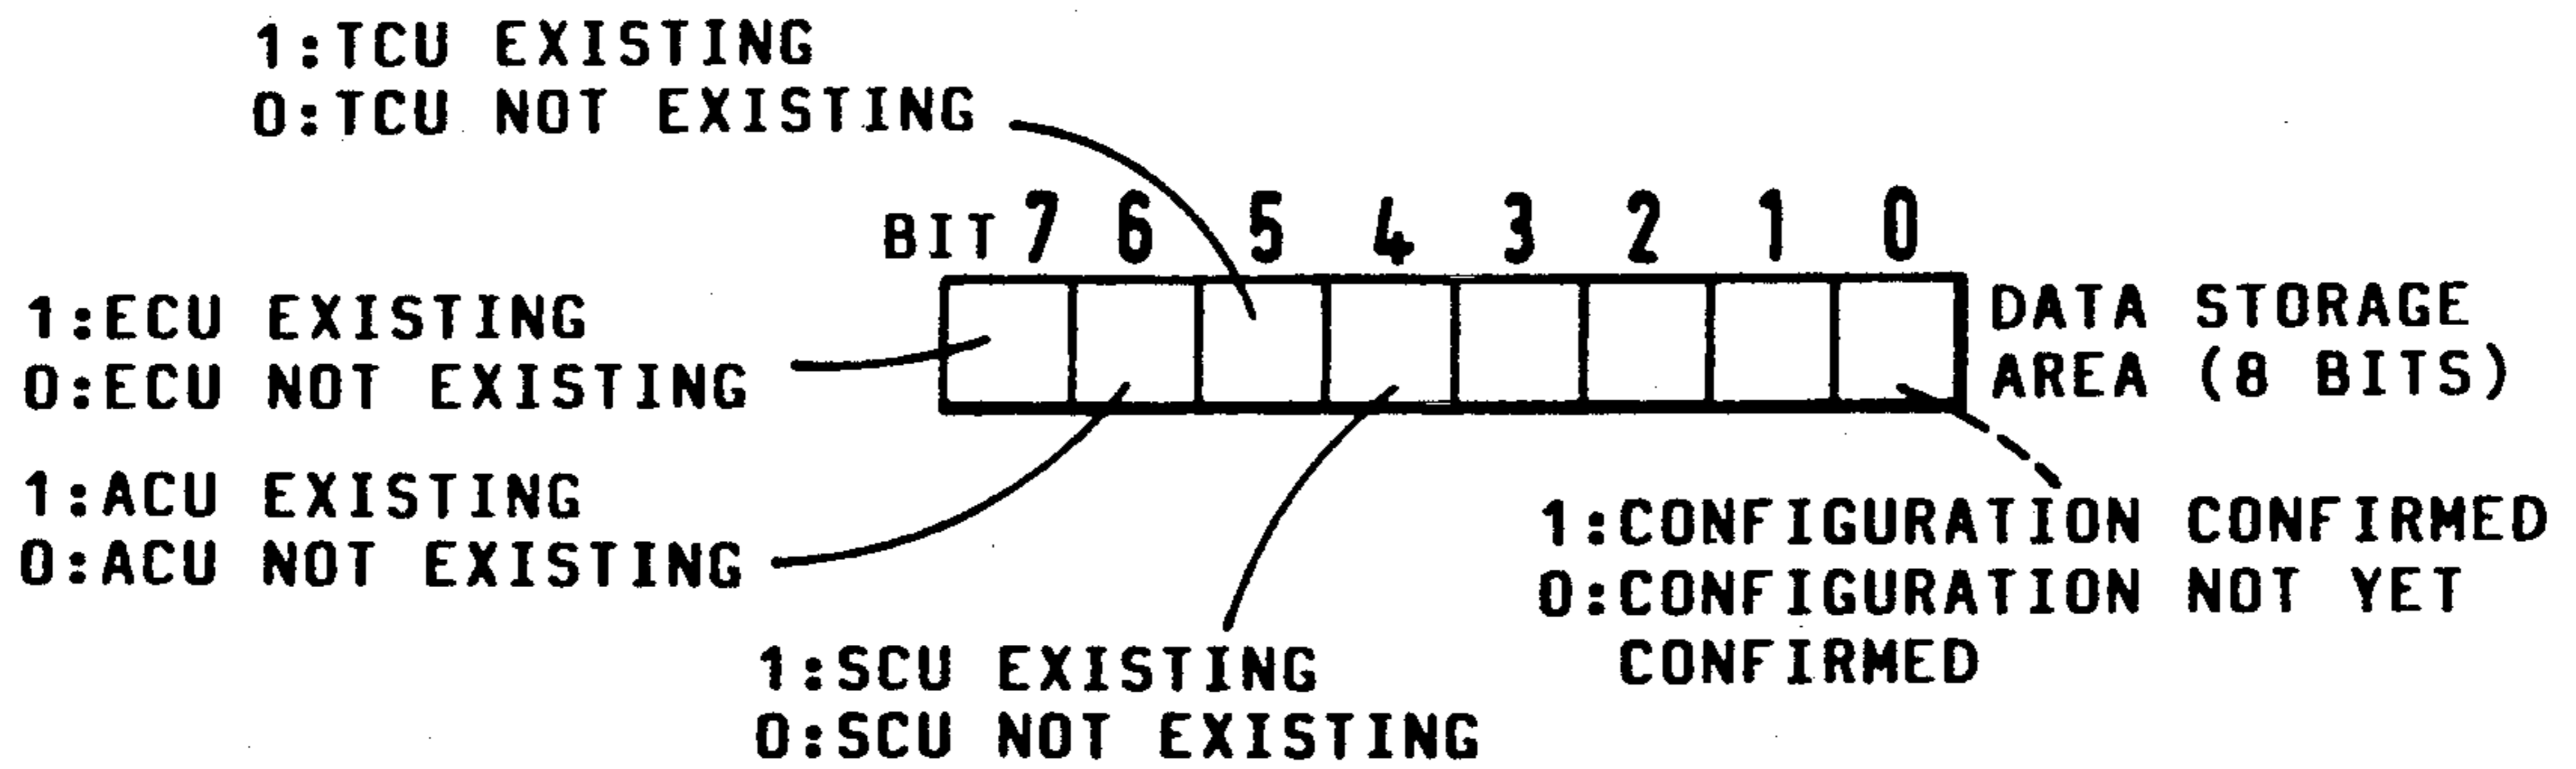 1:TCU EXISTING
0:TCU NOT EXISTING
BIT 7 6 5 4 3 2 1 0
1:ECU EXISTING
0:ECU NOT EXISTING
DATA STORAGE
AREA (8 BITS)
1:ACU EXISTING
0:ACU NOT EXISTING
1:CONFIGURATION CONFIRMED
0:CONFIGURATION NOT YET
CONFIRMED
1:SCU EXISTING
0:SCU NOT EXISTING